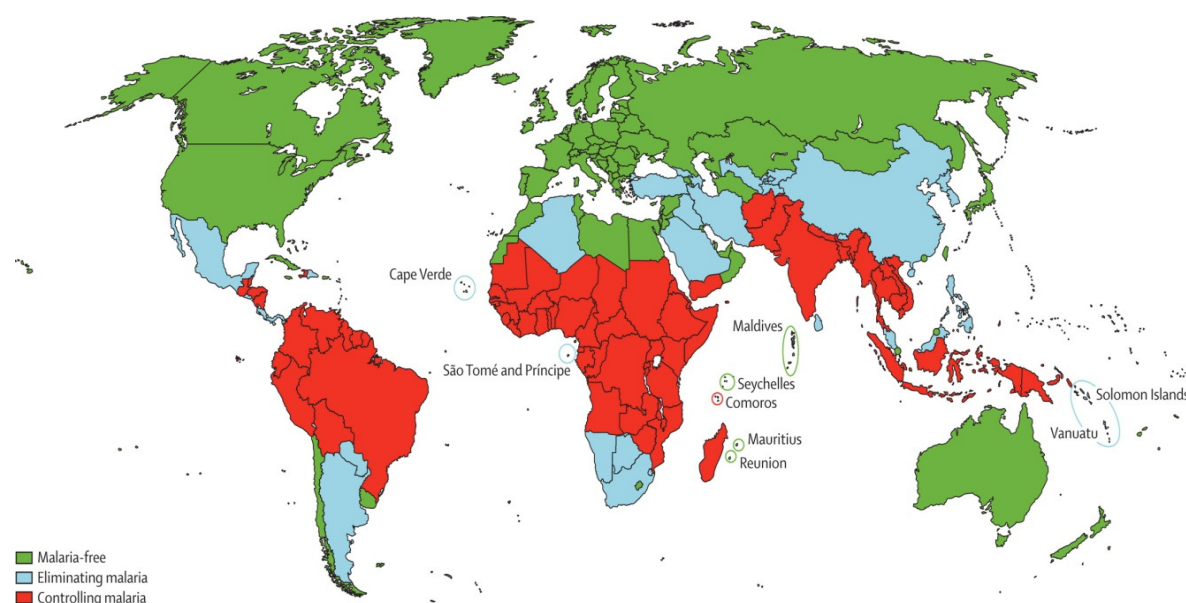 Cape Verde
São Tomé and Príncipe
Maldives
Seychelles
Comoros
Mauritius
Reunion
Solomon Islands
Vanuatu
Malaria-free
Eliminating malaria
Controlling malaria